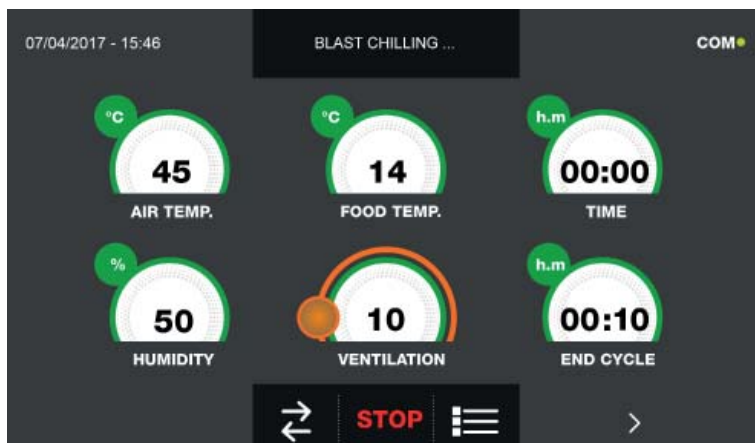 07/04/2017 - 15:46
BLAST CHILLING ...
COM
°C
45
AIR TEMP.
°C
14
FOOD TEMP.
h.m
00:00
TIME
%
50
HUMIDITY
10
VENTILATION
h.m
00:10
END CYCLE
STOP